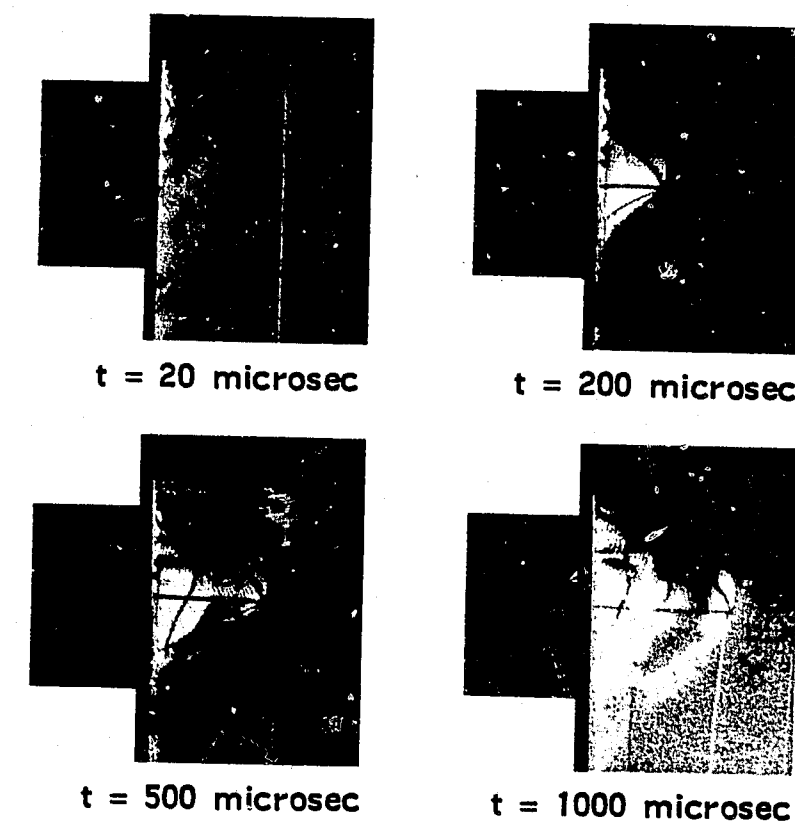 t = 20 microsec
t = 200 microsec
t = 500 microsec
t = 1000 microsec